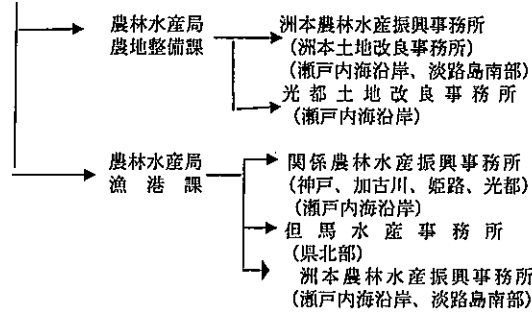 農林水産局
農地整備課
洲本農林水産振興事務所
(洲本土地改良事務所)
(瀬戸内海沿岸、淡路島南部)
光都土地改良事務所
(瀬戸内海沿岸)
農林水産局
漁港課
関係農林水産振興事務所
(神戸、加古川、姫路、光都)
(瀬戸内海沿岸)
但馬水産事務所
(県北部)
洲本農林水産振興事務所
(瀬戸内海沿岸、淡路島南部)